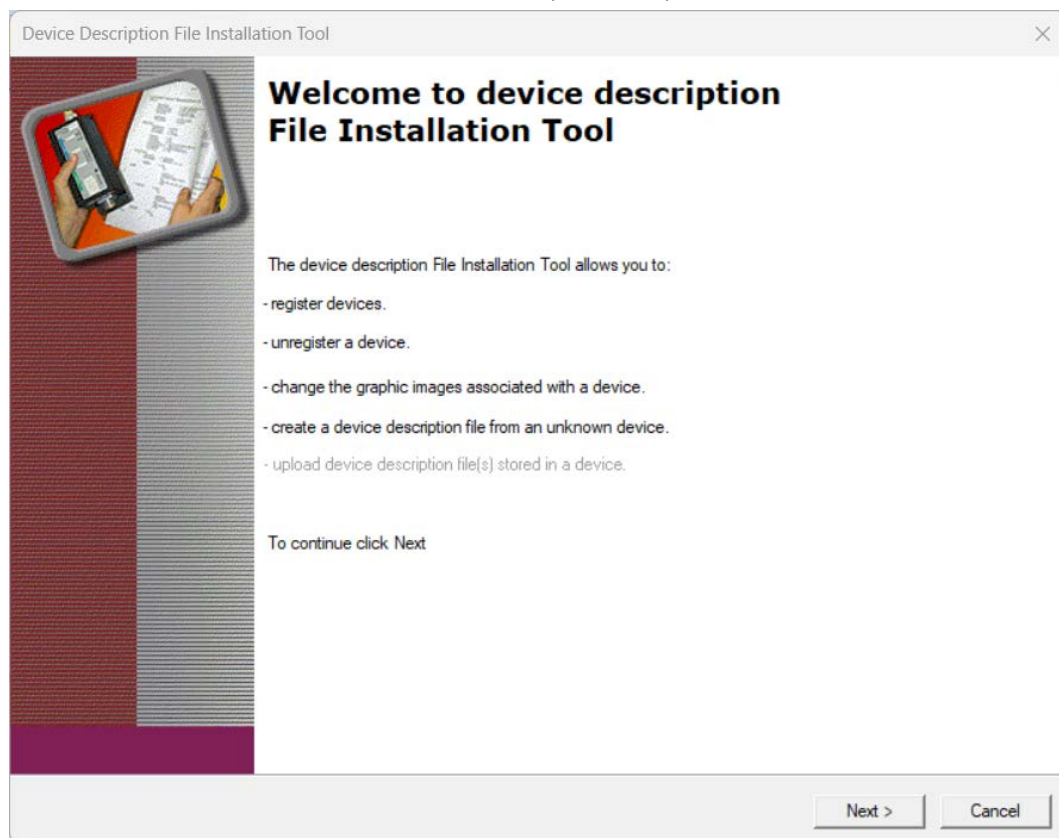 Device Description File Installation Tool
Welcome to device description
File Installation Tool
The device description File Installation Tool allows you to:
- register devices.
- unregister a device.
- change the graphic images associated with a device.
- create a device description file from an unknown device.
- upload device description file(s) stored in a device.
To continue click Next
Next >
Cancel